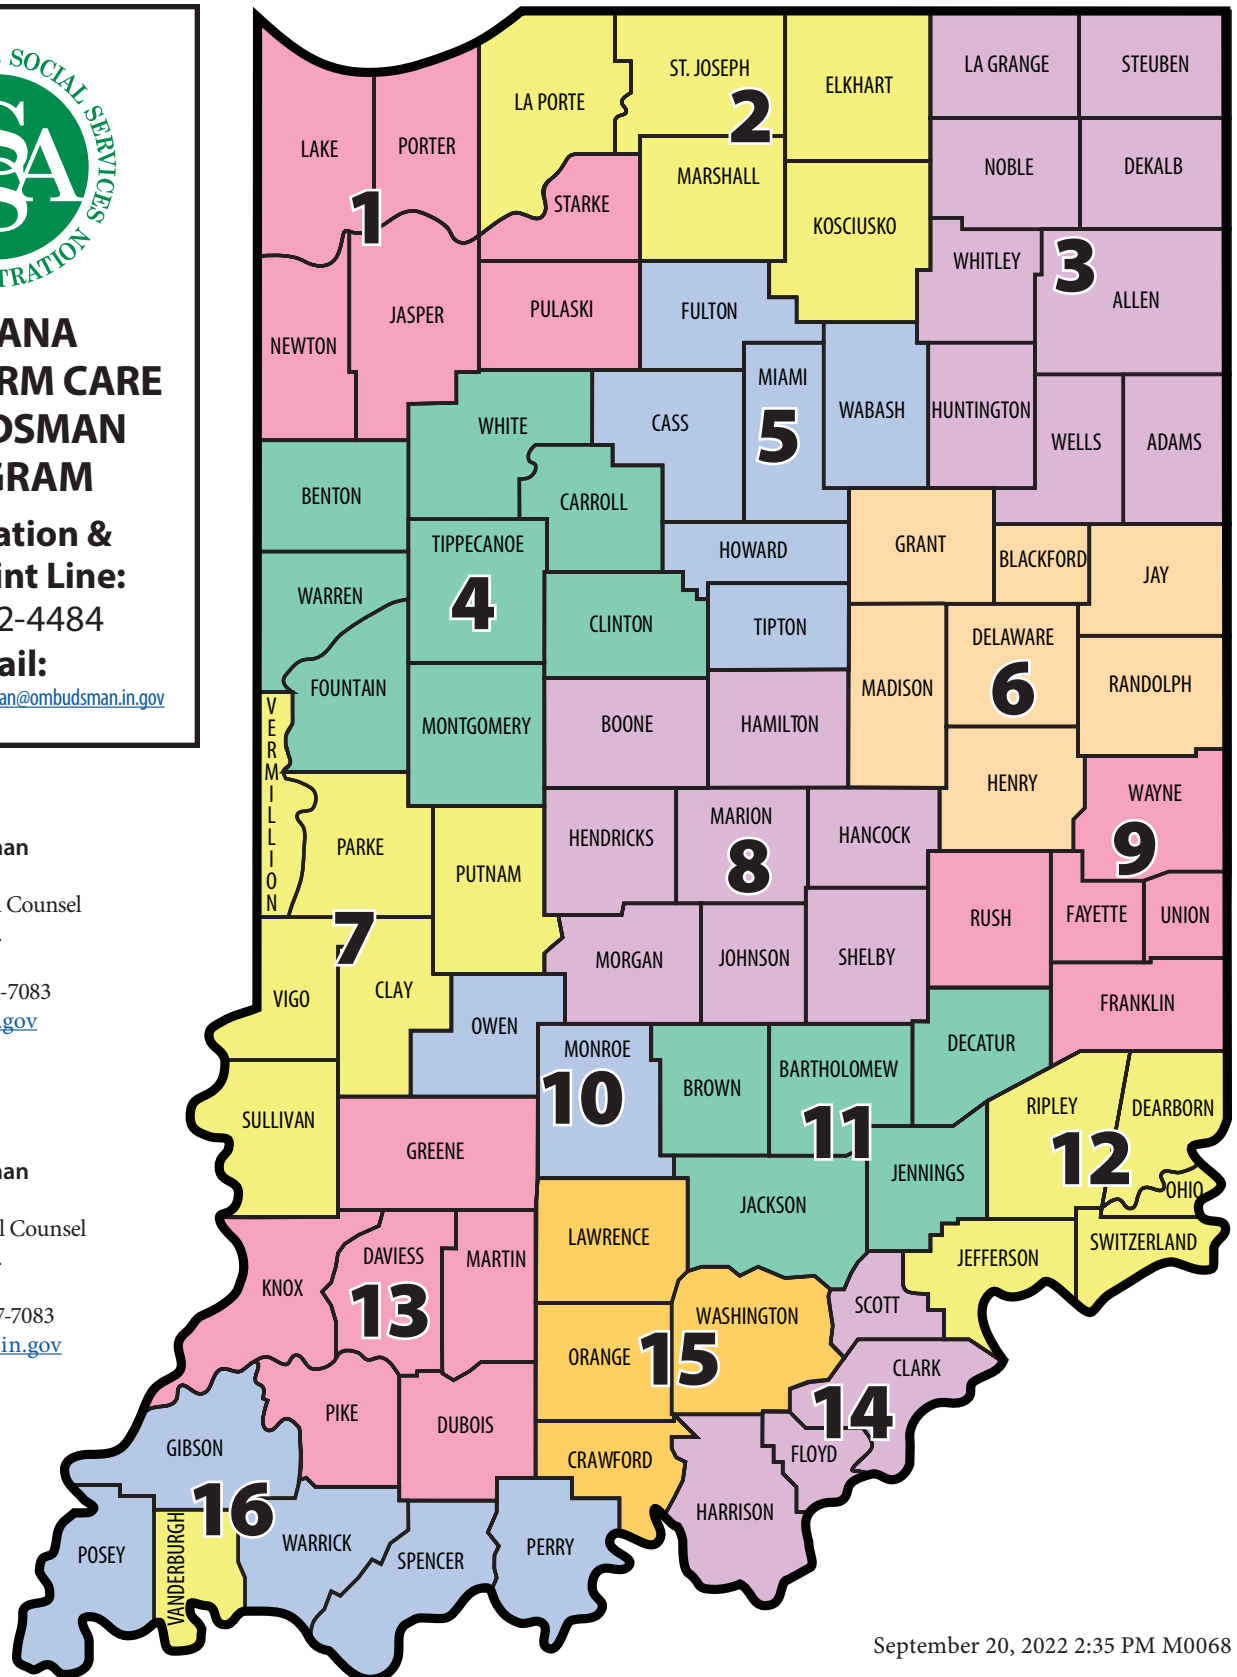 SOCIAL SERVICES
TRATION
SSA
ANA
RM CARE
DSMAN
GRAM
ation &
int Line:
2-4484
ail:
an@ombudsman.in.gov
an
Counsel
-7083
.gov
an
l Counsel
7-7083
in.gov
LAKE
PORTER
LA PORTE
ST. JOSEPH
ELKHART
LA GRANGE
STEUBEN
2
MARSHALL
STARKE
KOSCIUSKO
NOBLE
DEKALB
1
NEWTON
JASPER
PULASKI
FULTON
WHITLEY
3
ALLEN
WHITE
CASS
MIAMI
5
WABASH
HUNTINGTON
WELLS
ADAMS
BENTON
CARROLL
TIPPECANOE
4
HOWARD
GRANT
BLACKFORD
JAY
WARREN
CLINTON
TIPTON
DELAWARE
6
MADISON
RANDOLPH
FOUNTAIN
MONTGOMERY
BOONE
HAMILTON
VERMILLION
HENRY
WAYNE
9
PARKE
PUTNAM
HENDRICKS
MARION
8
HANCOCK
RUSH
FAYETTE
UNION
7
VIGO
CLAY
MORGAN
JOHNSON
SHELBY
FRANKLIN
OWEN
MONROE
10
BROWN
BARTHOLOMEW
11
DECATUR
SULLIVAN
GREENE
RIPLEY
12
DEARBORN
OHIO
JENNINGS
JACKSON
LAWRENCE
SWITZERLAND
JEFFERSON
KNOX
DAVIESS
13
MARTIN
WASHINGTON
SCOTT
ORANGE
15
CLARK
14
PIKE
DUBOIS
FLOYD
GIBSON
16
CRAWFORD
HARRISON
POSEY
VANDERBURGH
WARRICK
SPENCER
PERRY
September 20, 2022 2:35 PM M0068